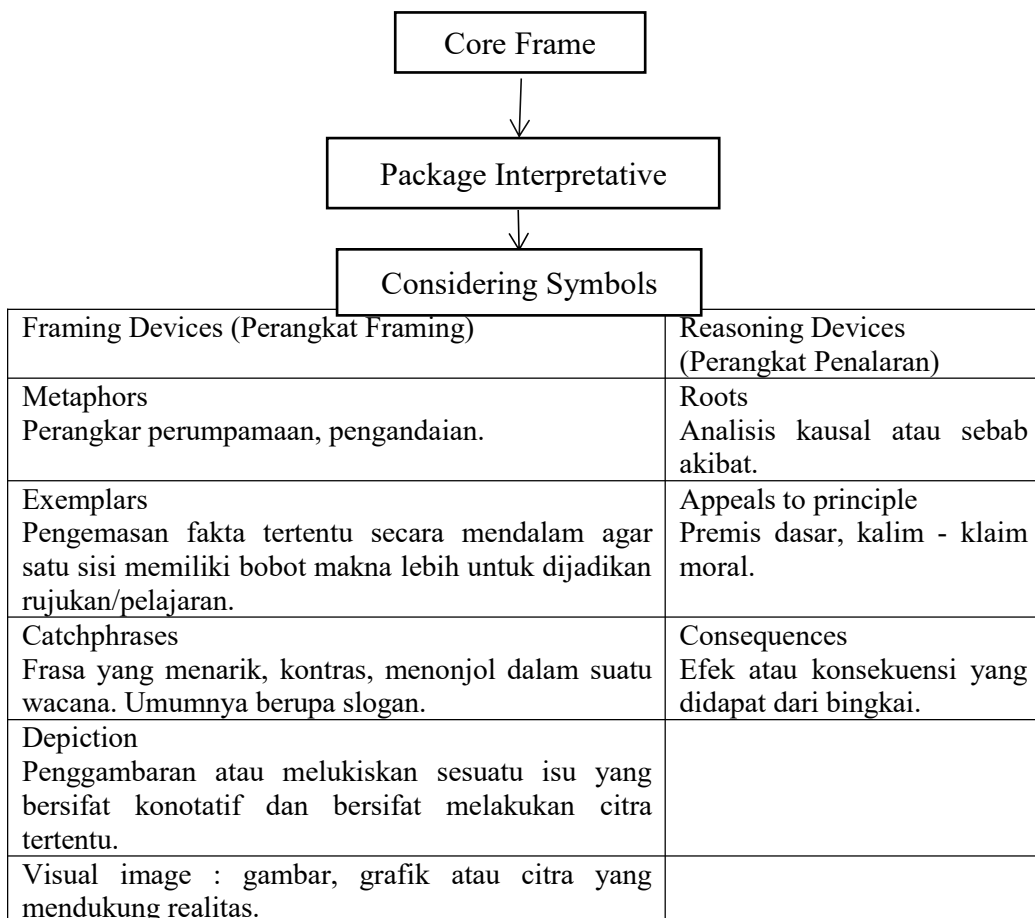 Core Frame
Package Interpretative
Considering Symbols
Framing Devices (Perangkat Framing)
Reasoning Devices
(Perangkat Penalaran)
Metaphors
Perangkar perumpamaan, pengandaian.
Roots
Analisis kausal atau sebab
akibat.
Exemplars
Pengemasan fakta tertentu secara mendalam agar
satu sisi memiliki bobot makna lebih untuk dijadikan
rujukan/pelajaran.
Appeals to principle
Premis dasar, kalim - klaim
moral.
Catchphrases
Frasa yang menarik, kontras, menonjol dalam suatu
wacana. Umumnya berupa slogan.
Consequences
Efek atau konsekuensi yang
didapat dari bingkai.
Depiction
Penggambaran atau melukiskan sesuatu isu yang
bersifat konotatif dan bersifat melakukan citra
tertentu.
Visual image : gambar, grafik atau citra yang
mendukung realitas.